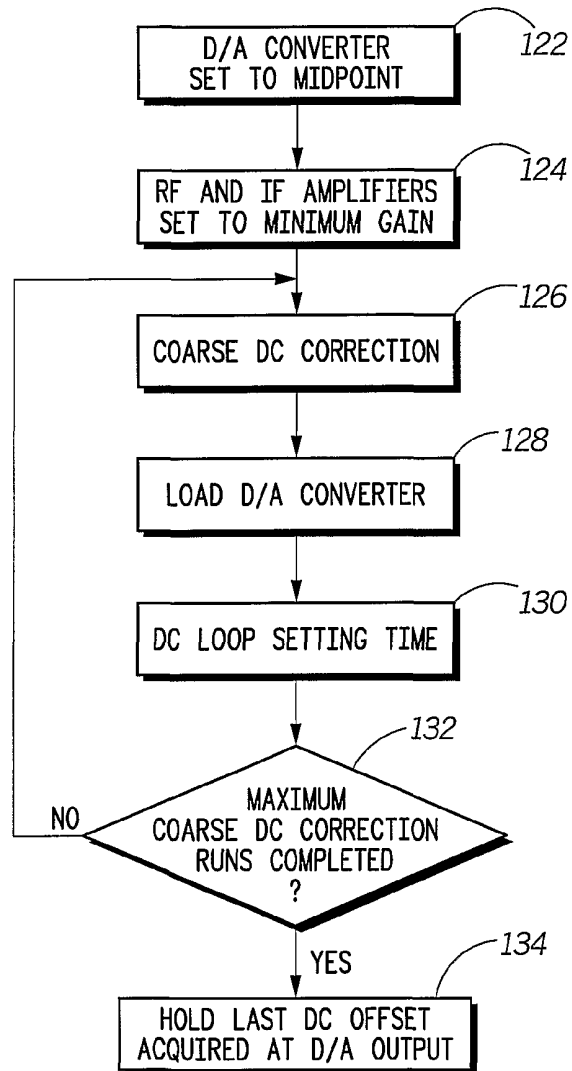 D/A CONVERTER
SET TO MIDPOINT
122
RF AND IF AMPLIFIERS
SET TO MINIMUM GAIN
124
COARSE DC CORRECTION
126
LOAD D/A CONVERTER
128
DC LOOP SETTING TIME
130
MAXIMUM
COARSE DC CORRECTION
RUNS COMPLETED
?
132
NO
YES
HOLD LAST DC OFFSET
ACQUIRED AT D/A OUTPUT
134